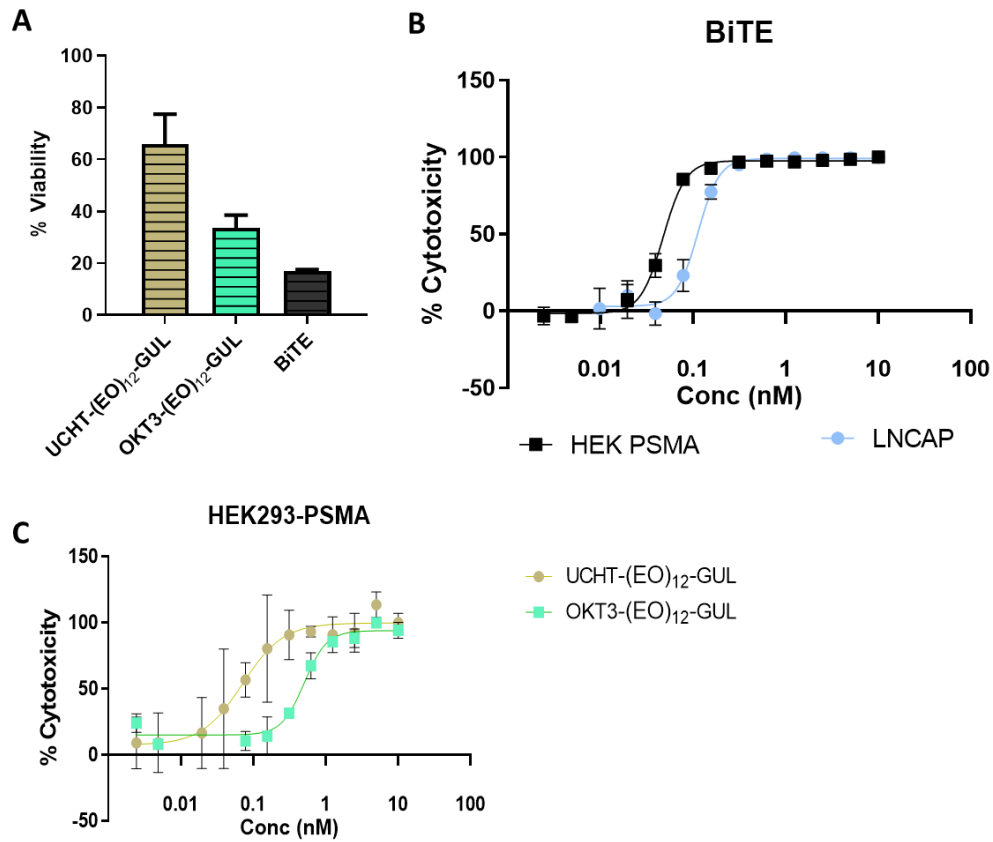 A
100
80
60
40
20
0
% Viability
UCHT-(EO)₁₂-GUL
OKT3-(EO)₁₂-GUL
BiTE
B
BiTE
150
100
50
0
-50
% Cytotoxicity
0.01 0.1 1 10 100
Conc (nM)
HEK PSMA LNCAP
C
HEK293-PSMA
150
100
50
0
-50
% Cytotoxicity
0.01 0.1 1 10 100
Conc (nM)
UCHT-(EO)₁₂-GUL
OKT3-(EO)₁₂-GUL